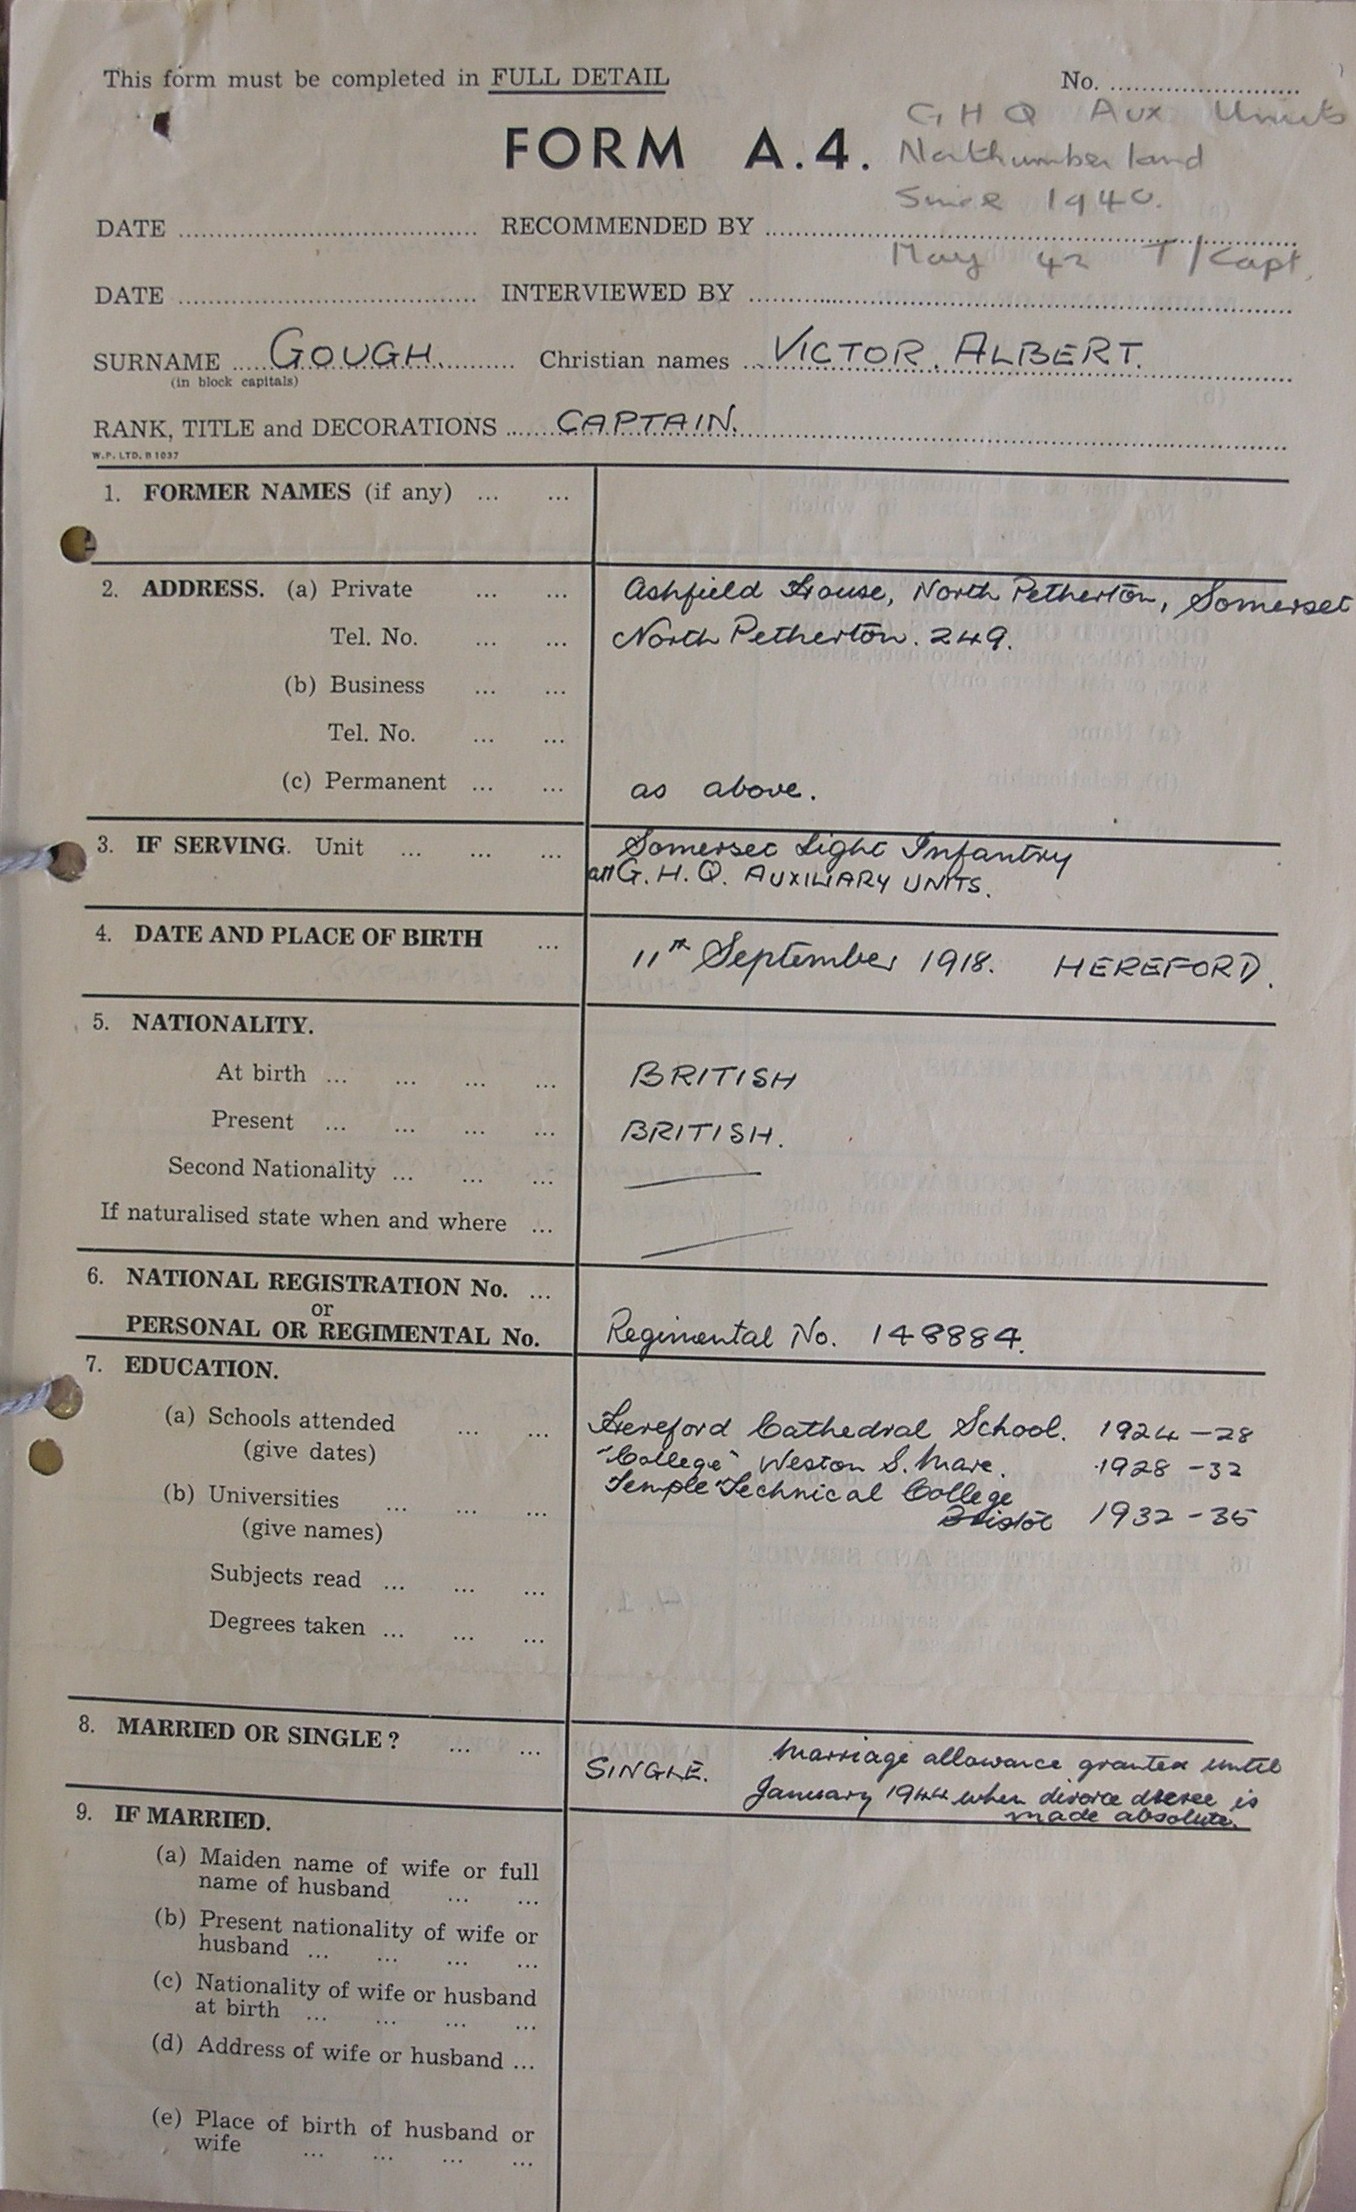 This form must be completed in FULL DETAIL No. ........................
G H Q Aux Units
FORM A.4. Northumberland
Since 1940.
DATE ........................ RECOMMENDED BY ........................
May 42 T/Capt.
DATE ........................ INTERVIEWED BY ........................
SURNAME ..... GOUGH. ..... Christian names ... VICTOR. ALBERT.
(in block capitals)
RANK, TITLE and DECORATIONS ..... CAPTAIN.
W.P. LTD. B 1037
1. FORMER NAMES (if any) ... ...
2. ADDRESS. (a) Private ... ... Ashfield House, North Petherton, Somerset
Tel. No. ... ... North Petherton. 249.
(b) Business ... ...
Tel. No. ... ...
(c) Permanent ... ... as above.
3. IF SERVING. Unit ... ... ... Somerset Light Infantry
att G. H. Q. AUXILIARY UNITS.
4. DATE AND PLACE OF BIRTH ... 11th September 1918. HEREFORD.
5. NATIONALITY.
At birth ... ... ... ... BRITISH
Present ... ... ... ... BRITISH.
Second Nationality ... ... ... —
If naturalised state when and where ... —
6. NATIONAL REGISTRATION No. ...
or
PERSONAL OR REGIMENTAL No. Regimental No. 148884.
7. EDUCATION.
(a) Schools attended ... ... Hereford Cathedral School. 1924 - 28
(give dates) "College" Weston S. Mare. 1928 - 32
(b) Universities ... ... ... Temple Technical College
(give names) Bristol 1932 - 35
Subjects read ... ... ...
Degrees taken ... ... ...
8. MARRIED OR SINGLE? ... ... SINGLE. Marriage allowance granted until
January 1944 when divorce decree is
made absolute.
9. IF MARRIED.
(a) Maiden name of wife or full
name of husband ... ...
(b) Present nationality of wife or
husband ... ... ... ...
(c) Nationality of wife or husband
at birth ... ... ... ...
(d) Address of wife or husband ...
(e) Place of birth of husband or
wife ... ... ... ...